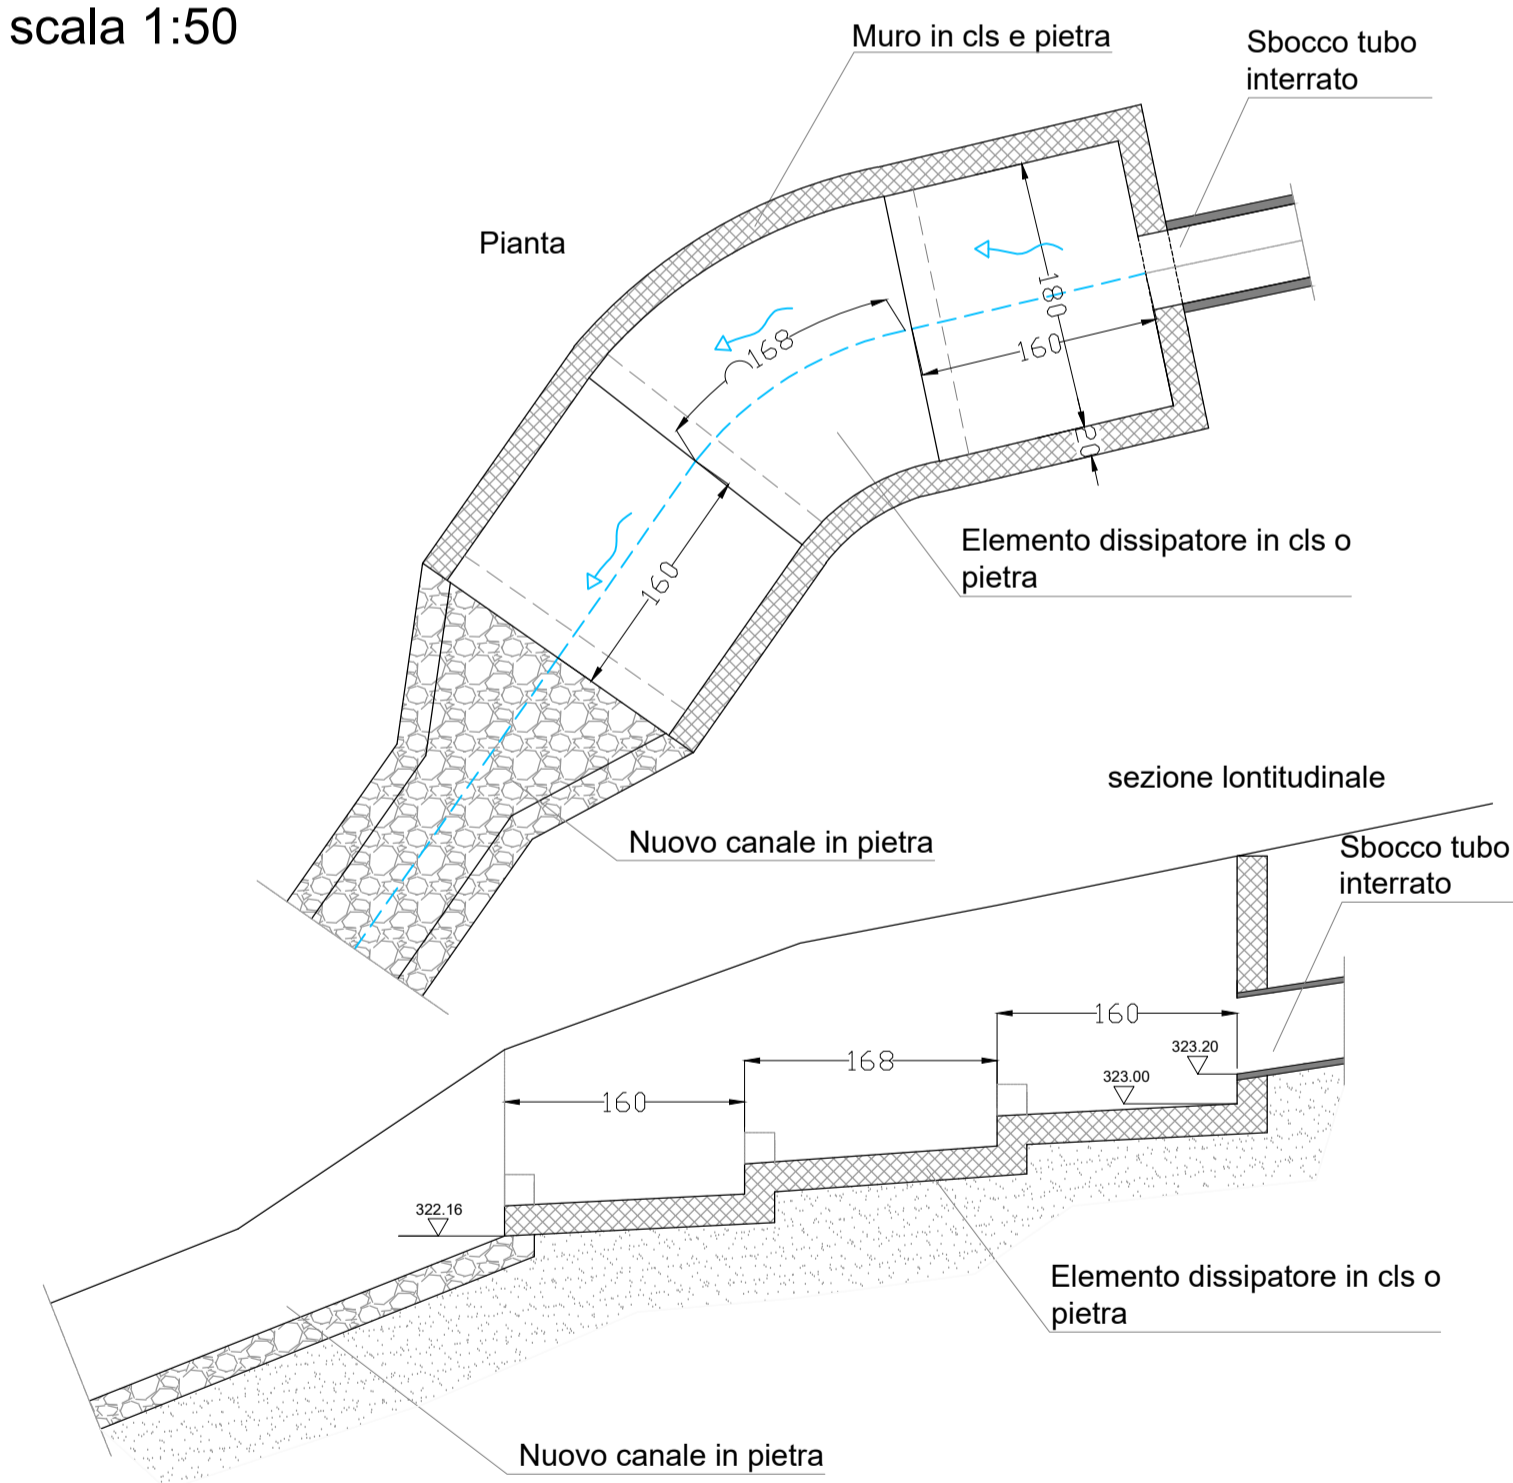 scala 1:50
Muro in cls e pietra
Sbocco tubo
interrato
Pianta
180
168
160
20
Elemento dissipatore in cls o
pietra
160
sezione lontitudinale
Nuovo canale in pietra
Sbocco tubo
interrato
160
323.20
168
323.00
160
322.16
Elemento dissipatore in cls o
pietra
Nuovo canale in pietra